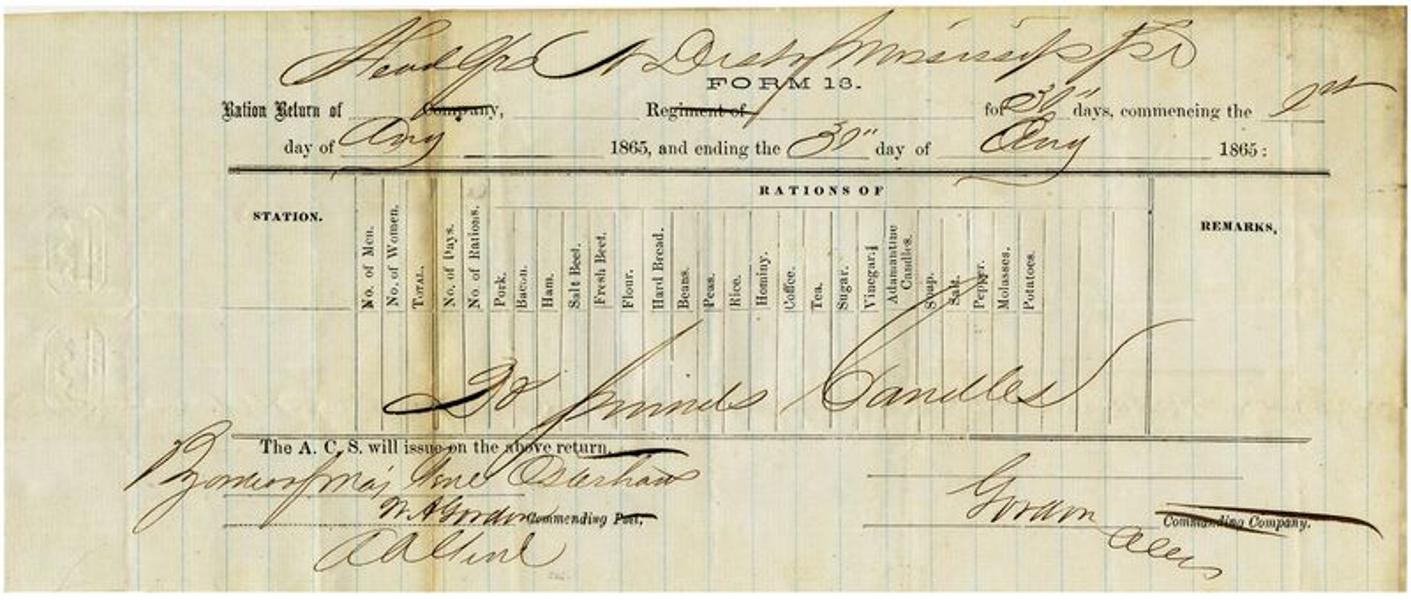 Head Qrs N Dist of Mississippi
FORM 13.
Ration Return of Company, Regiment of for 30" days, commencing the 1st
day of Aug 1865, and ending the 30" day of Aug 1865:
RATIONS OF
STATION. No. of Men. No. of Women. TOTAL. No. of Days. No. of Rations. Pork. Bacon. Ham. Salt Beef. Fresh Beef. Flour. Hard Bread. Beans. Peas. Rice. Hominy. Coffee. Tea. Sugar. Vinegar. Adamantine Candles. Soap. Salt. Pepper. Molasses. Potatoes. REMARKS,
pounds Candles
The A. C. S. will issue on the above return.
By order of Maj Genl Osterhaus
W A Gordon Commending Post, Gordon Commanding Company.
A A Genl